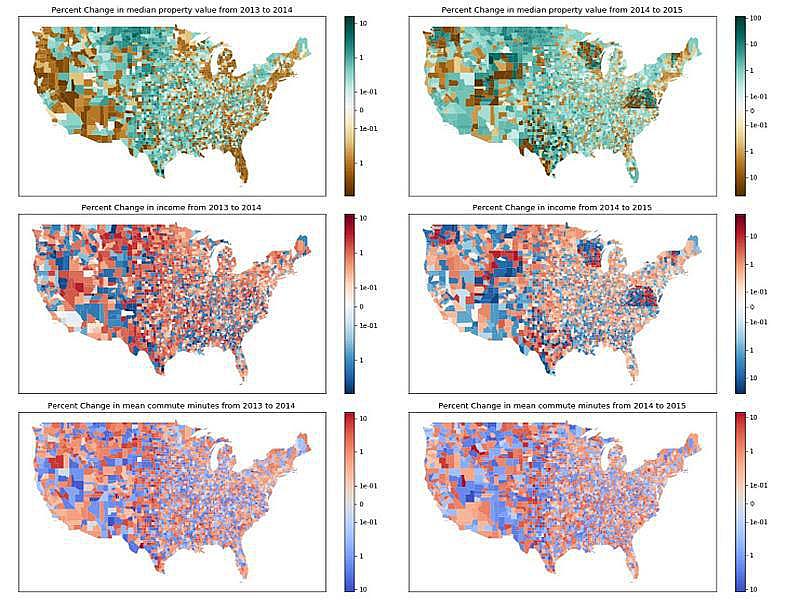 Percent Change in median property value from 2013 to 2014
10
1
1e-01
0
1e-01
1
Percent Change in median property value from 2014 to 2015
100
10
1
1e-01
0
1e-01
1
10
Percent Change in income from 2013 to 2014
10
1
1e-01
0
1e-01
1
Percent Change in income from 2014 to 2015
10
1
1e-01
0
1e-01
1
10
Percent Change in mean commute minutes from 2013 to 2014
10
1
1e-01
0
1e-01
1
10
Percent Change in mean commute minutes from 2014 to 2015
10
1
1e-01
0
1e-01
1
10